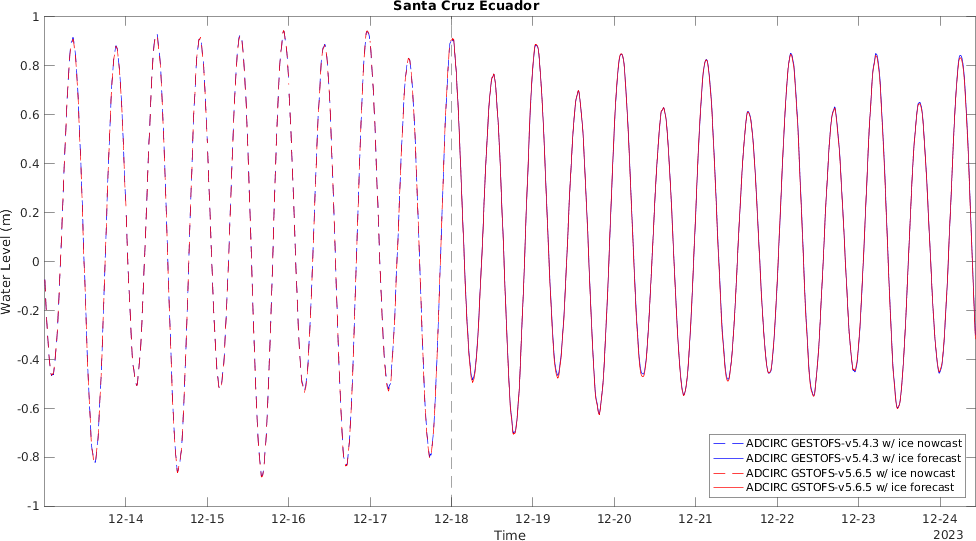 Santa Cruz Ecuador
1
0.8
0.6
0.4
0.2
0
-0.2
-0.4
-0.6
-0.8
-1
Water Level (m)
ADCIRC GESTOFS-v5.4.3 w/ ice nowcast
ADCIRC GESTOFS-v5.4.3 w/ ice forecast
ADCIRC GSTOFS-v5.6.5 w/ ice nowcast
ADCIRC GSTOFS-v5.6.5 w/ ice forecast
12-14 12-15 12-16 12-17 12-18 12-19 12-20 12-21 12-22 12-23 12-24
Time
2023